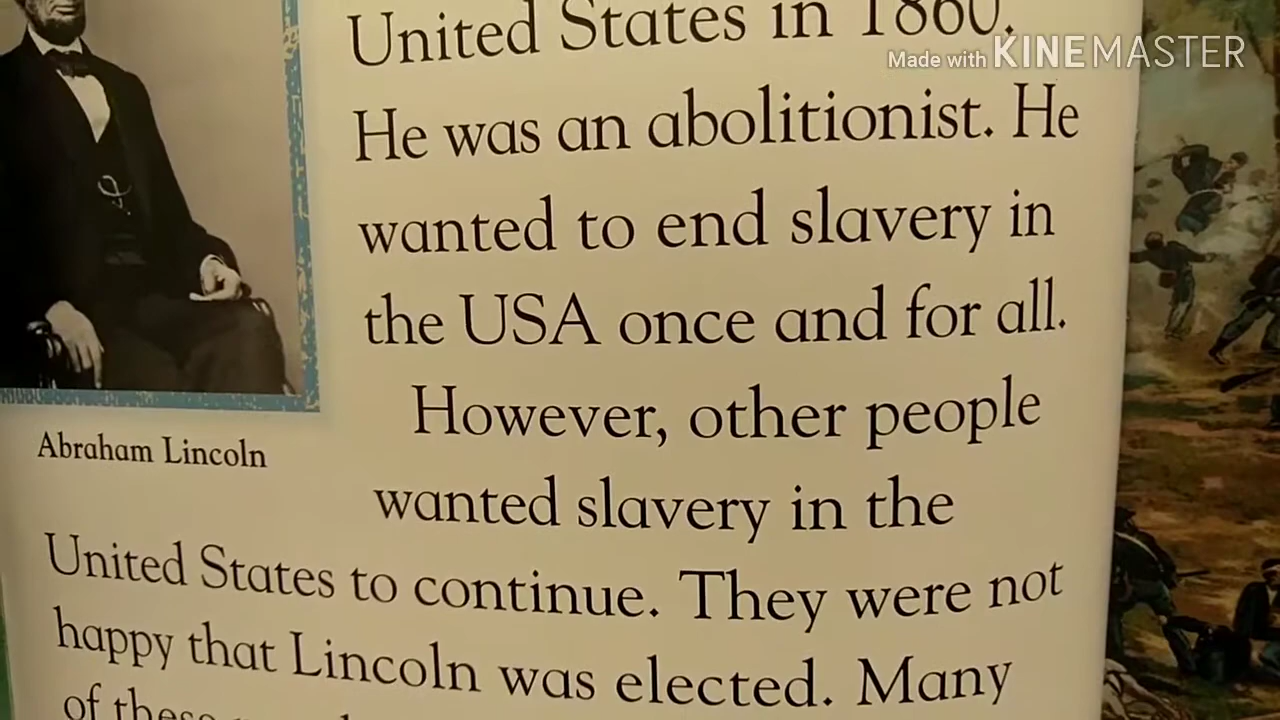 United States in 1860.
Made with KINEMASTER
He was an abolitionist. He
wanted to end slavery in
the USA once and for all.
However, other people
Abraham Lincoln
wanted slavery in the
United States to continue. They were not
happy that Lincoln was elected. Many
of these